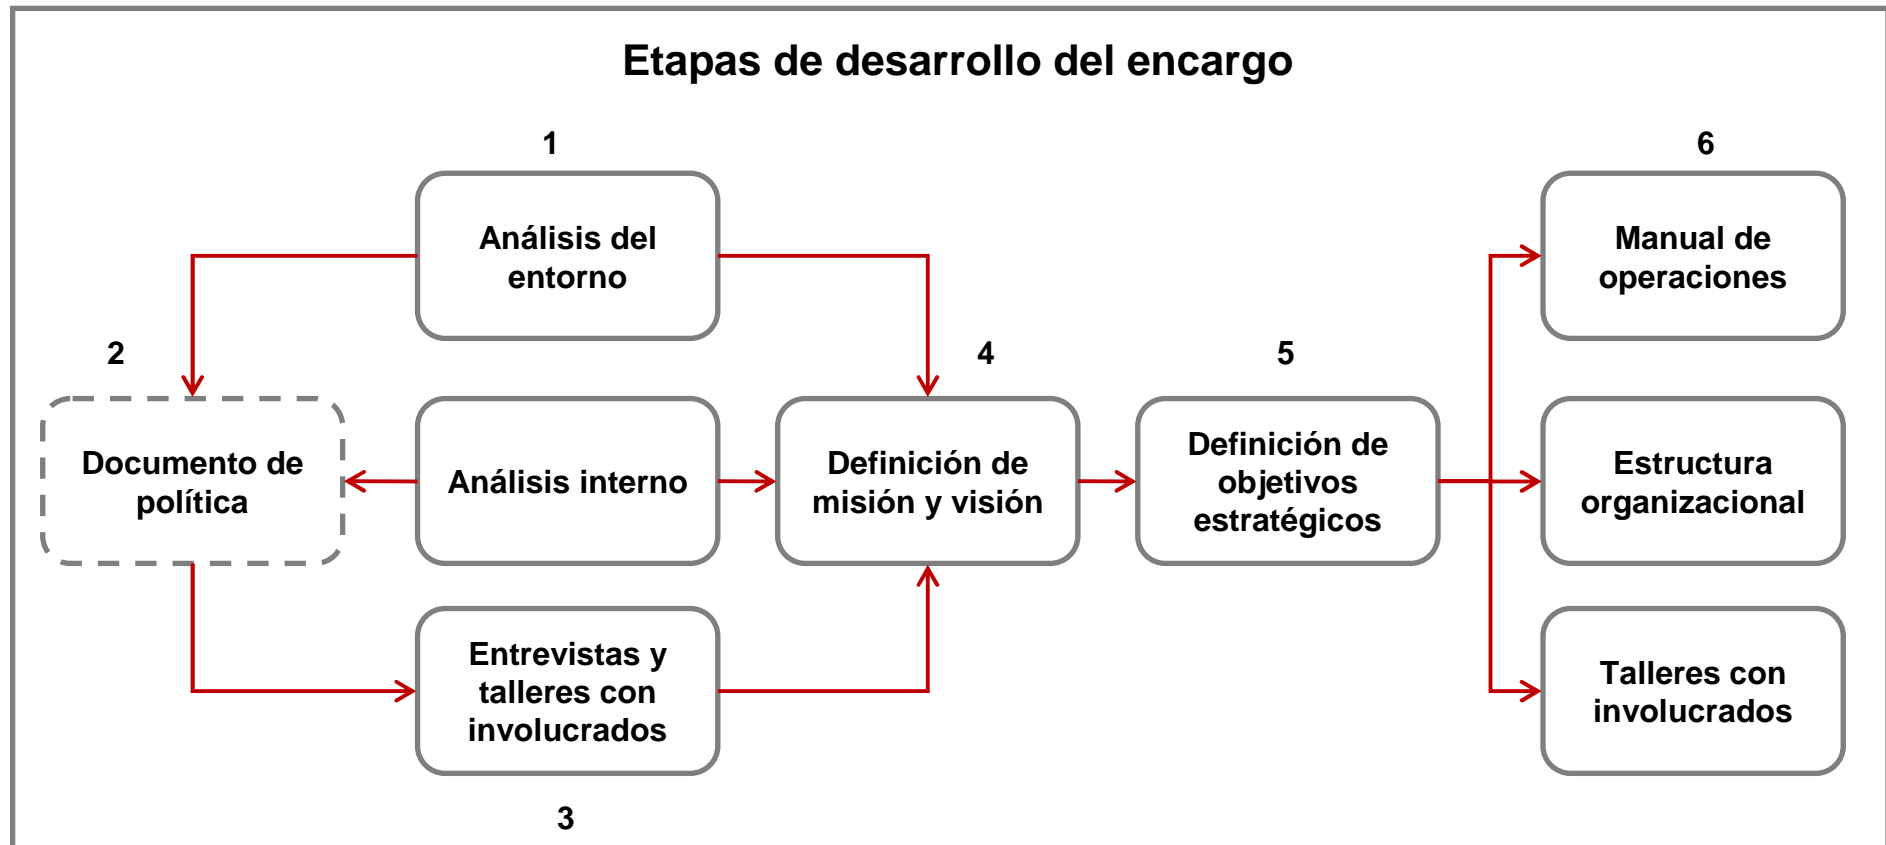 Etapas de desarrollo del encargo
1
Análisis del
entorno
2
Documento de
política
Análisis interno
3
Entrevistas y
talleres con
involucrados
4
Definición de
misión y visión
5
Definición de
objetivos
estratégicos
6
Manual de
operaciones
Estructura
organizacional
Talleres con
involucrados